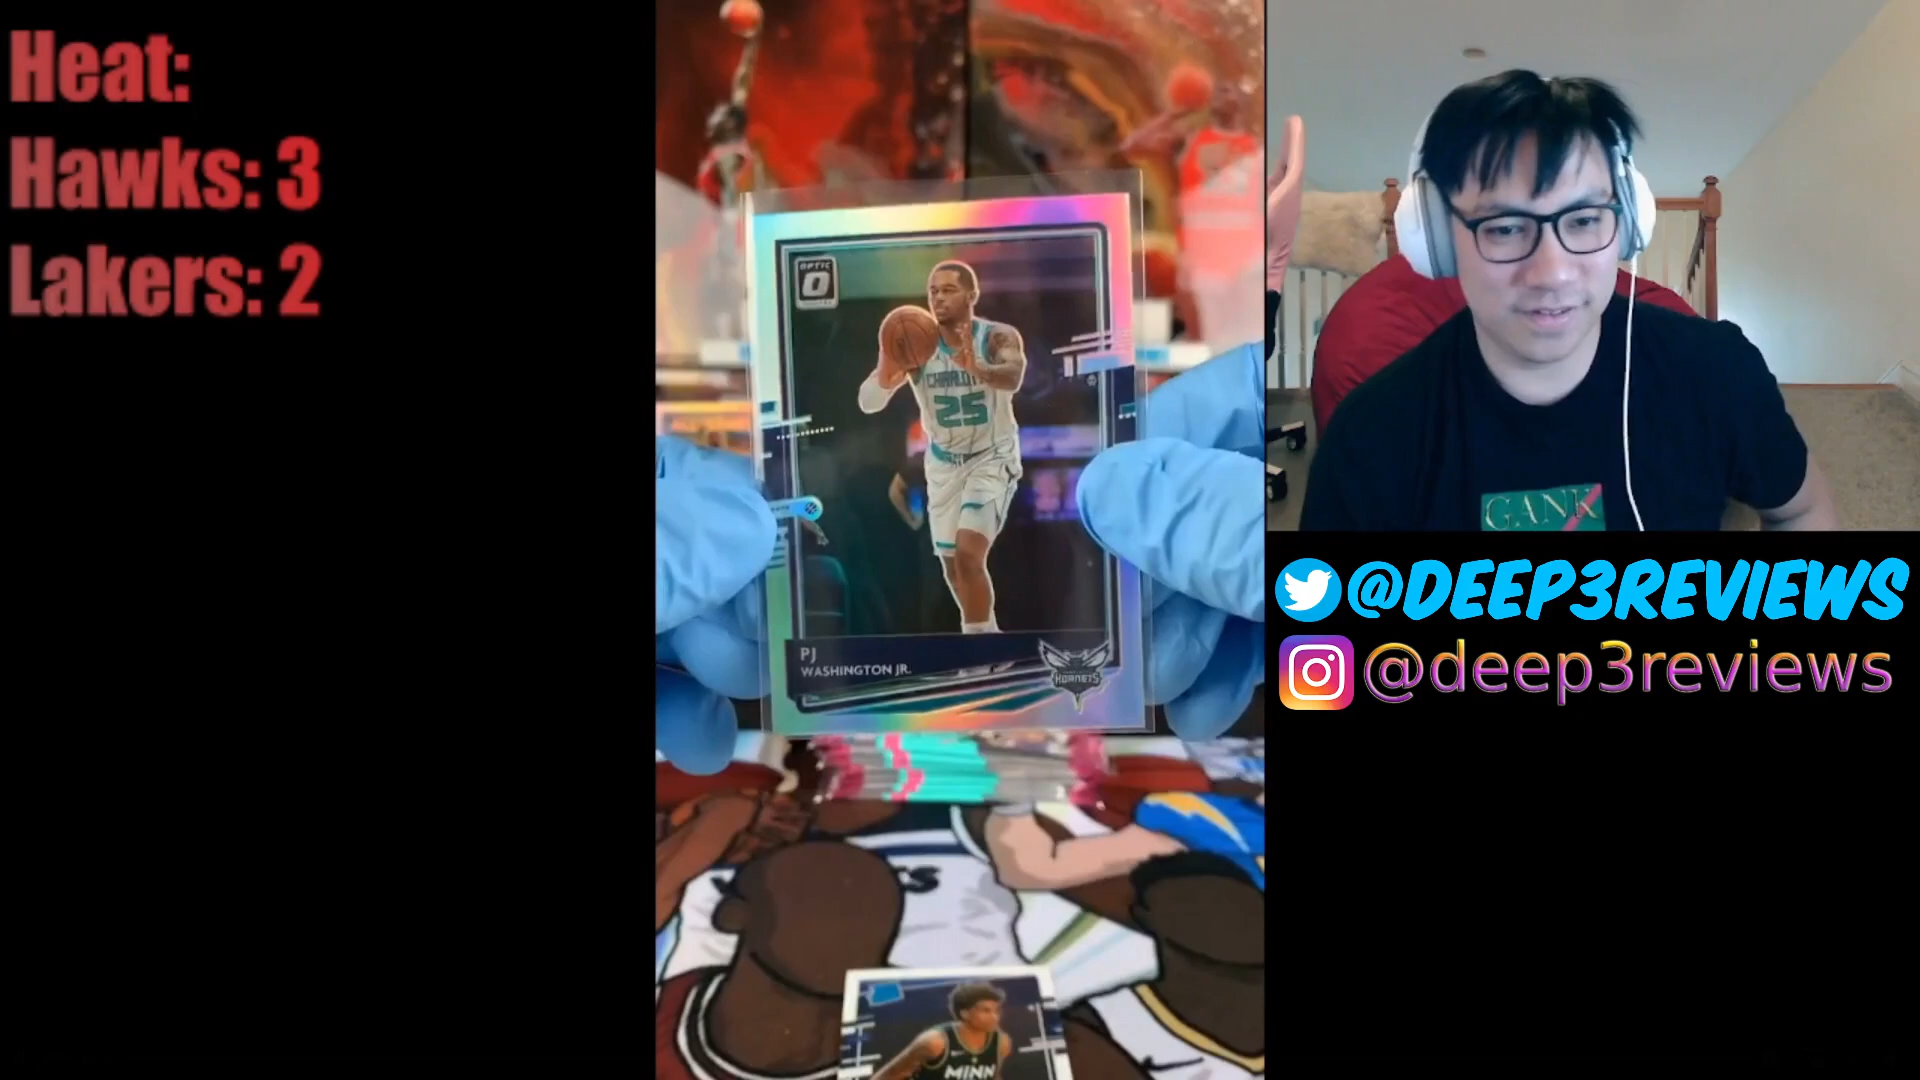 Heat:
Hawks: 3
Lakers: 2
OPTIC
CHARLOTTE
25
PJ
WASHINGTON JR.
HORNETS
MINN
GANK
@DEEP3REVIEWS
@deep3reviews